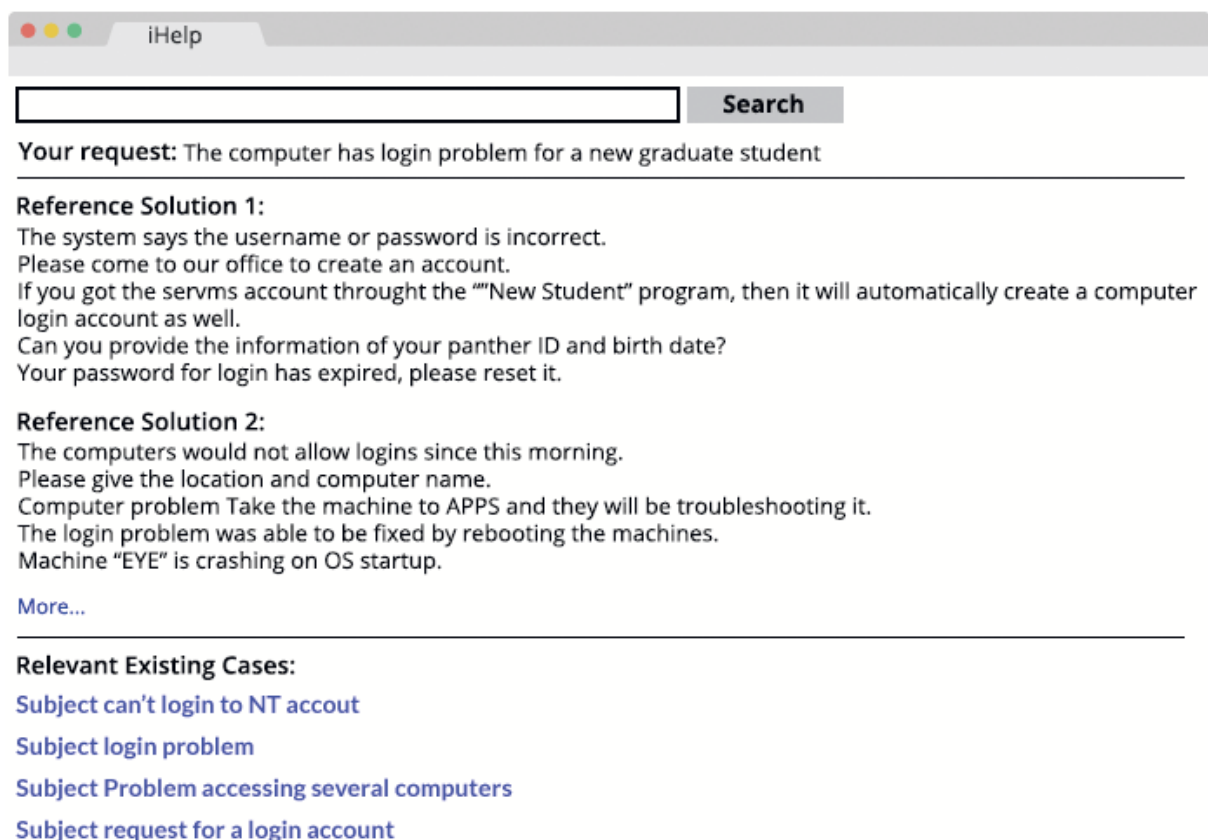 iHelp
Search
Your request: The computer has login problem for a new graduate student
Reference Solution 1:
The system says the username or password is incorrect.
Please come to our office to create an account.
If you got the servms account throught the “"New Student” program, then it will automatically create a computer
login account as well.
Can you provide the information of your panther ID and birth date?
Your password for login has expired, please reset it.
Reference Solution 2:
The computers would not allow logins since this morning.
Please give the location and computer name.
Computer problem Take the machine to APPS and they will be troubleshooting it.
The login problem was able to be fixed by rebooting the machines.
Machine “EYE” is crashing on OS startup.
More...
Relevant Existing Cases:
Subject can’t login to NT accout
Subject login problem
Subject Problem accessing several computers
Subject request for a login account